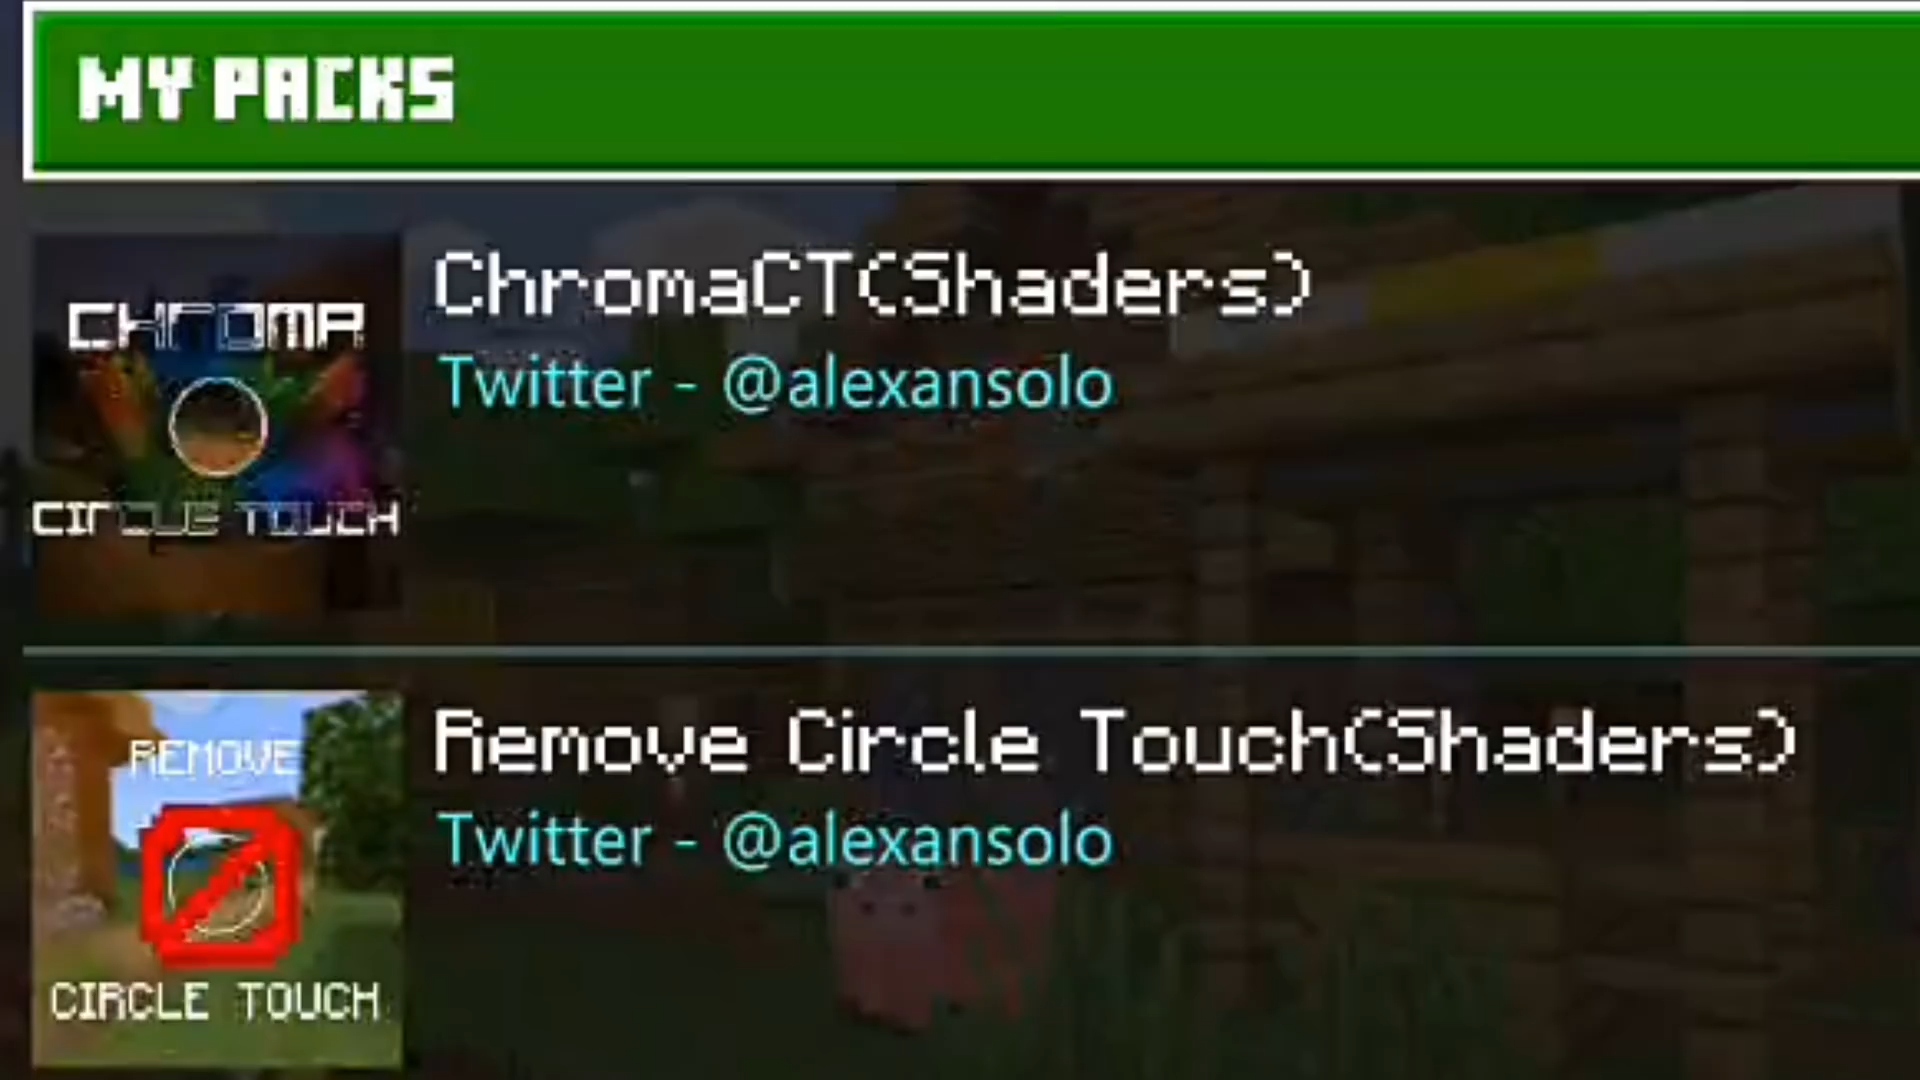 MY PACKS
CHROMA
CIRCLE TOUCH
ChromaCT(Shaders)
Twitter - @alexansolo
REMOVE
CIRCLE TOUCH
Remove Circle Touch(Shaders)
Twitter - @alexansolo